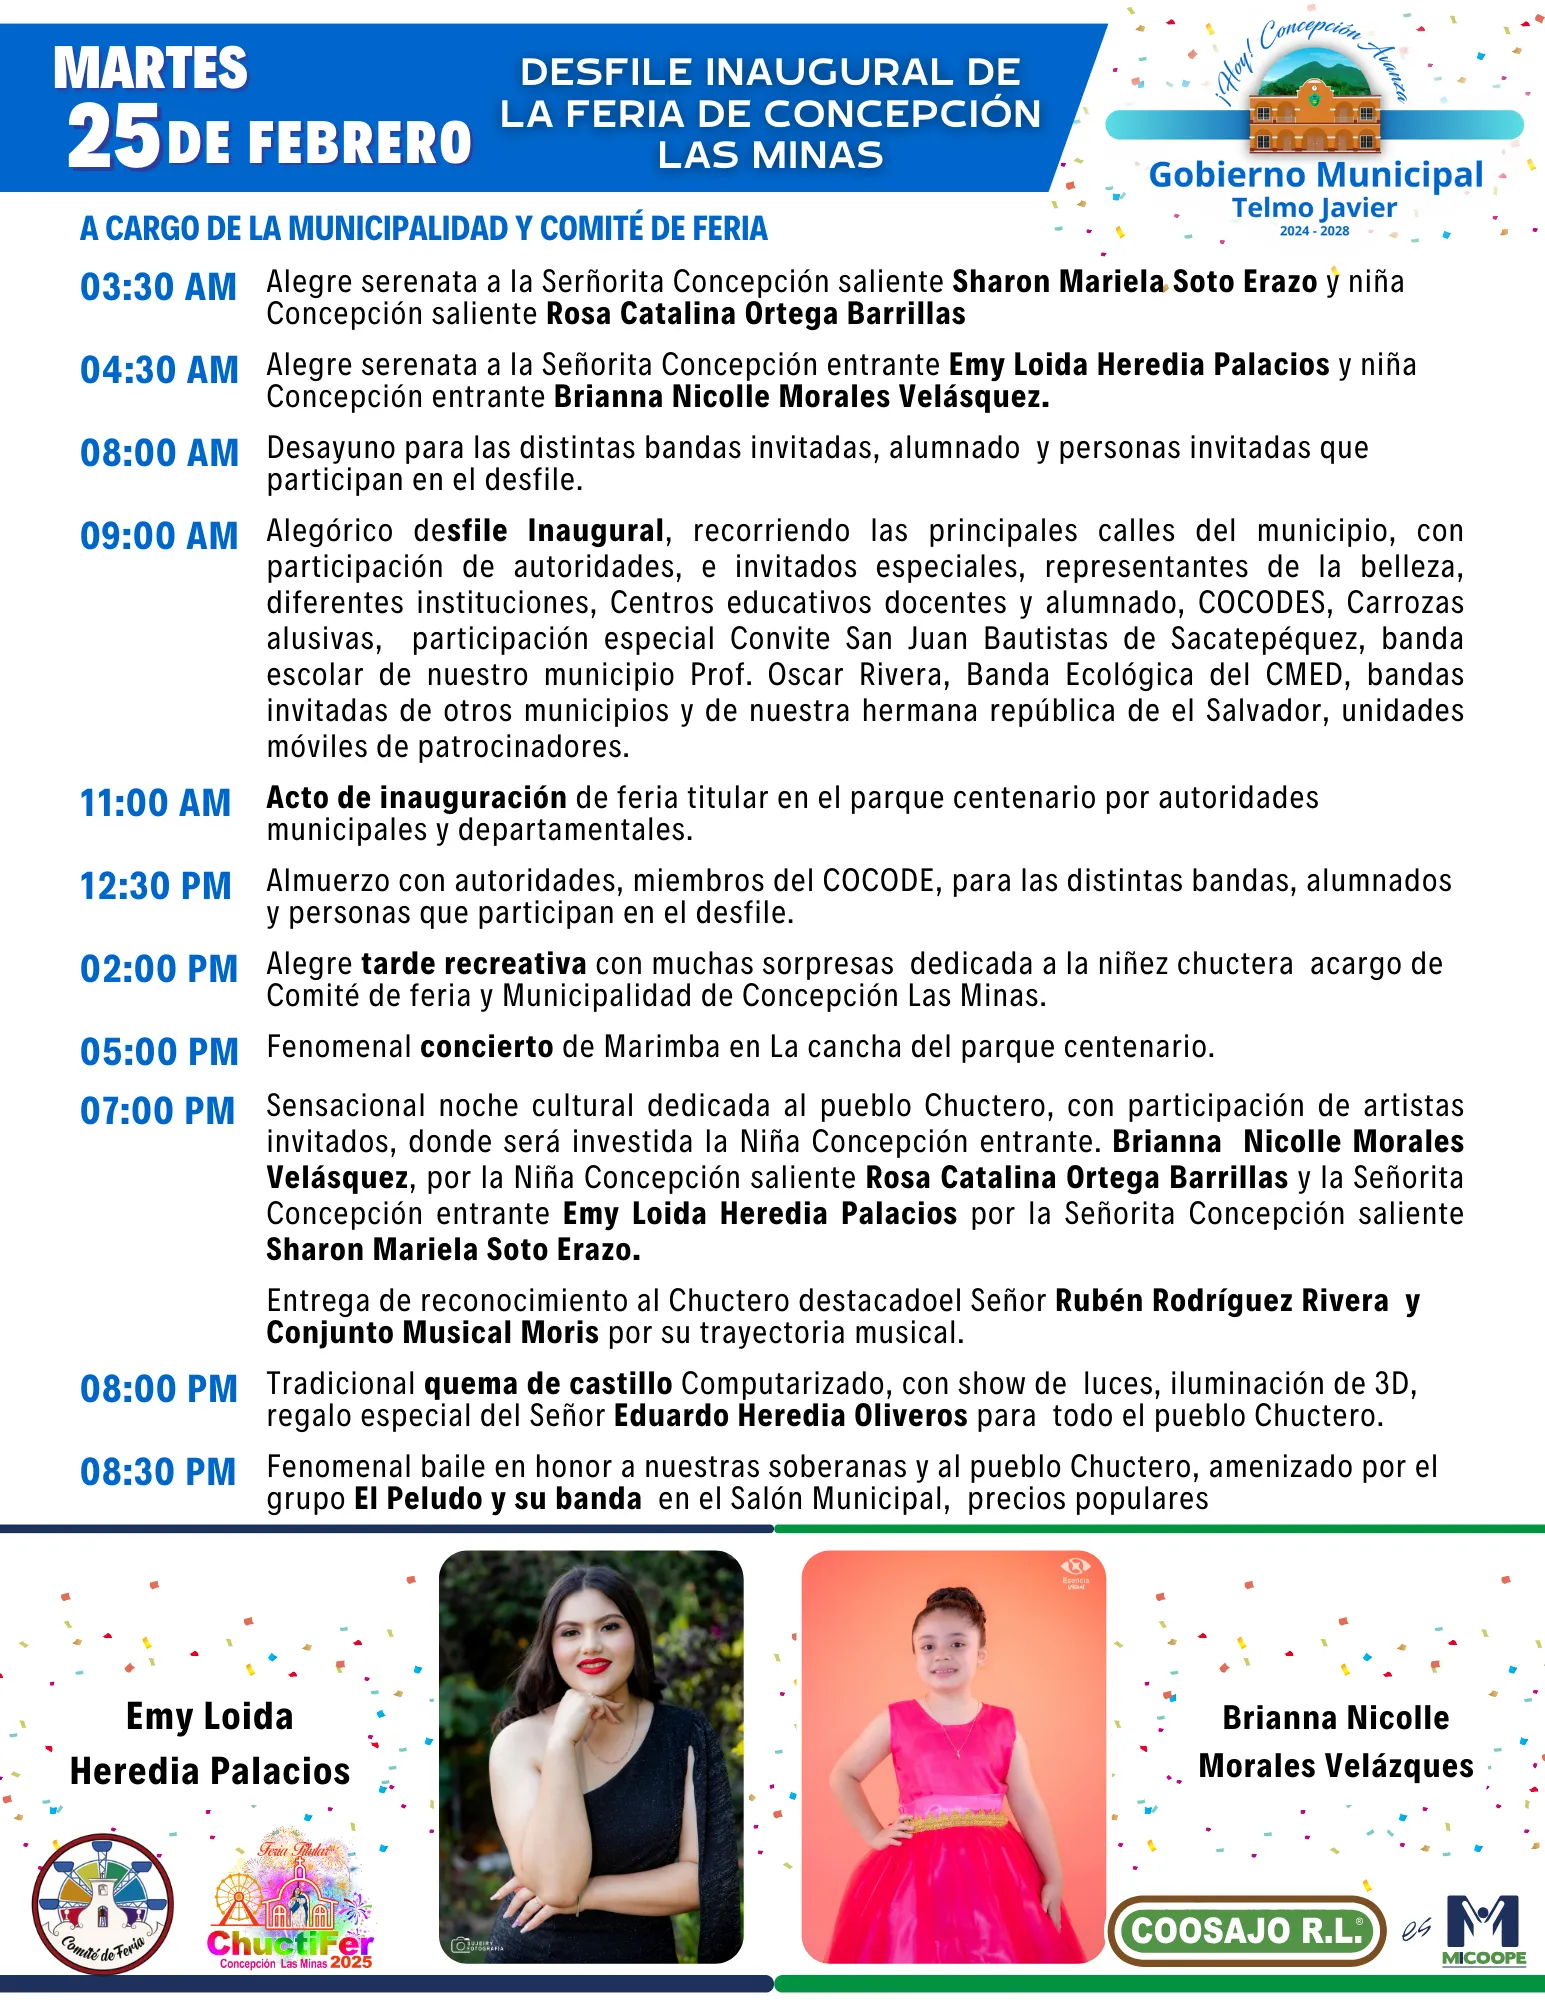 MARTES
25 DE FEBRERO
DESFILE INAUGURAL DE
LA FERIA DE CONCEPCIÓN
LAS MINAS
¡Hoy! Concepción Avanza
Gobierno Municipal
Telmo Javier
2024 - 2028
A CARGO DE LA MUNICIPALIDAD Y COMITÉ DE FERIA
03:30 AM
Alegre serenata a la Serñorita Concepción saliente Sharon Mariela Soto Erazo y niña
Concepción saliente Rosa Catalina Ortega Barrillas
04:30 AM
Alegre serenata a la Señorita Concepción entrante Emy Loida Heredia Palacios y niña
Concepción entrante Brianna Nicolle Morales Velásquez.
08:00 AM
Desayuno para las distintas bandas invitadas, alumnado y personas invitadas que
participan en el desfile.
09:00 AM
Alegórico desfile Inaugural, recorriendo las principales calles del municipio, con
participación de autoridades, e invitados especiales, representantes de la belleza,
diferentes instituciones, Centros educativos docentes y alumnado, COCODES, Carrozas
alusivas, participación especial Convite San Juan Bautistas de Sacatepéquez, banda
escolar de nuestro municipio Prof. Oscar Rivera, Banda Ecológica del CMED, bandas
invitadas de otros municipios y de nuestra hermana república de el Salvador, unidades
móviles de patrocinadores.
11:00 AM
Acto de inauguración de feria titular en el parque centenario por autoridades
municipales y departamentales.
12:30 PM
Almuerzo con autoridades, miembros del COCODE, para las distintas bandas, alumnados
y personas que participan en el desfile.
02:00 PM
Alegre tarde recreativa con muchas sorpresas dedicada a la niñez chuctera acargo de
Comité de feria y Municipalidad de Concepción Las Minas.
05:00 PM
Fenomenal concierto de Marimba en La cancha del parque centenario.
07:00 PM
Sensacional noche cultural dedicada al pueblo Chuctero, con participación de artistas
invitados, donde será investida la Niña Concepción entrante. Brianna Nicolle Morales
Velásquez, por la Niña Concepción saliente Rosa Catalina Ortega Barrillas y la Señorita
Concepción entrante Emy Loida Heredia Palacios por la Señorita Concepción saliente
Sharon Mariela Soto Erazo.
Entrega de reconocimiento al Chuctero destacadoel Señor Rubén Rodríguez Rivera y
Conjunto Musical Moris por su trayectoria musical.
08:00 PM
Tradicional quema de castillo Computarizado, con show de luces, iluminación de 3D,
regalo especial del Señor Eduardo Heredia Oliveros para todo el pueblo Chuctero.
08:30 PM
Fenomenal baile en honor a nuestras soberanas y al pueblo Chuctero, amenizado por el
grupo El Peludo y su banda en el Salón Municipal, precios populares
Emy Loida
Heredia Palacios
Comité de Feria
Feria Titular
ChuctiFer
Concepción Las Minas 2025
SUJEIRY
FOTOGRAFÍA
Esencia
Brianna Nicolle
Morales Velázques
COOSAJO R.L.®
es
MICOOPE